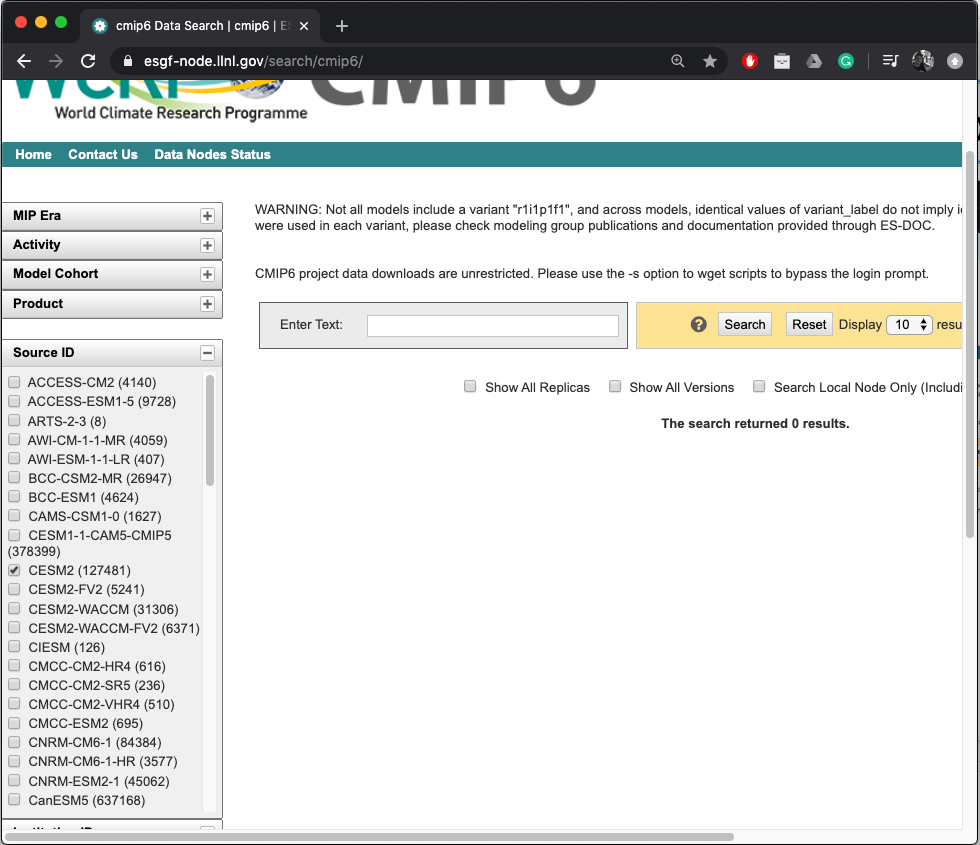 cmip6 Data Search | cmip6 | ES
esgf-node.llnl.gov/search/cmip6/
WCRP CMIP6
World Climate Research Programme
Home Contact Us Data Nodes Status
MIP Era
Activity
Model Cohort
Product
Source ID
ACCESS-CM2 (4140)
ACCESS-ESM1-5 (9728)
ARTS-2-3 (8)
AWI-CM-1-1-MR (4059)
AWI-ESM-1-1-LR (407)
BCC-CSM2-MR (26947)
BCC-ESM1 (4624)
CAMS-CSM1-0 (1627)
CESM1-1-CAM5-CMIP5
(378399)
CESM2 (127481)
CESM2-FV2 (5241)
CESM2-WACCM (31306)
CESM2-WACCM-FV2 (6371)
CIESM (126)
CMCC-CM2-HR4 (616)
CMCC-CM2-SR5 (236)
CMCC-CM2-VHR4 (510)
CMCC-ESM2 (695)
CNRM-CM6-1 (84384)
CNRM-CM6-1-HR (3577)
CNRM-ESM2-1 (45062)
CanESM5 (637168)
WARNING: Not all models include a variant "r1i1p1f1", and across models, identical values of variant_label do not imply
were used in each variant, please check modeling group publications and documentation provided through ES-DOC.
CMIP6 project data downloads are unrestricted. Please use the -s option to wget scripts to bypass the login prompt.
Enter Text:
? Search Reset Display 10 resu
Show All Replicas Show All Versions Search Local Node Only (Includi
The search returned 0 results.